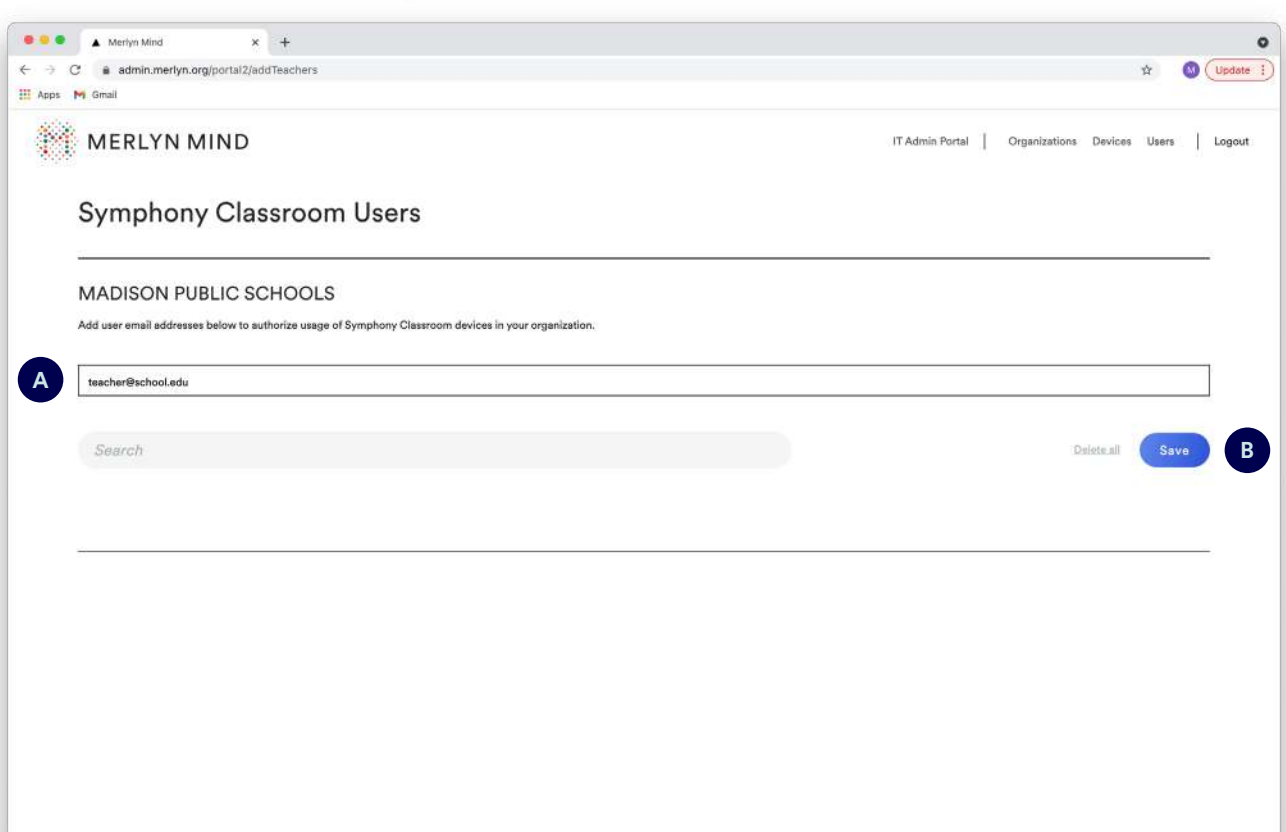 Merlyn Mind
admin.merlyn.org/portal2/addTeachers
M
Update
Apps
Gmail
MERLYN MIND
IT Admin Portal | Organizations Devices Users | Logout
Symphony Classroom Users
MADISON PUBLIC SCHOOLS
Add user email addresses below to authorize usage of Symphony Classroom devices in your organization.
A
teacher@school.edu
Search
Delete all
Save
B